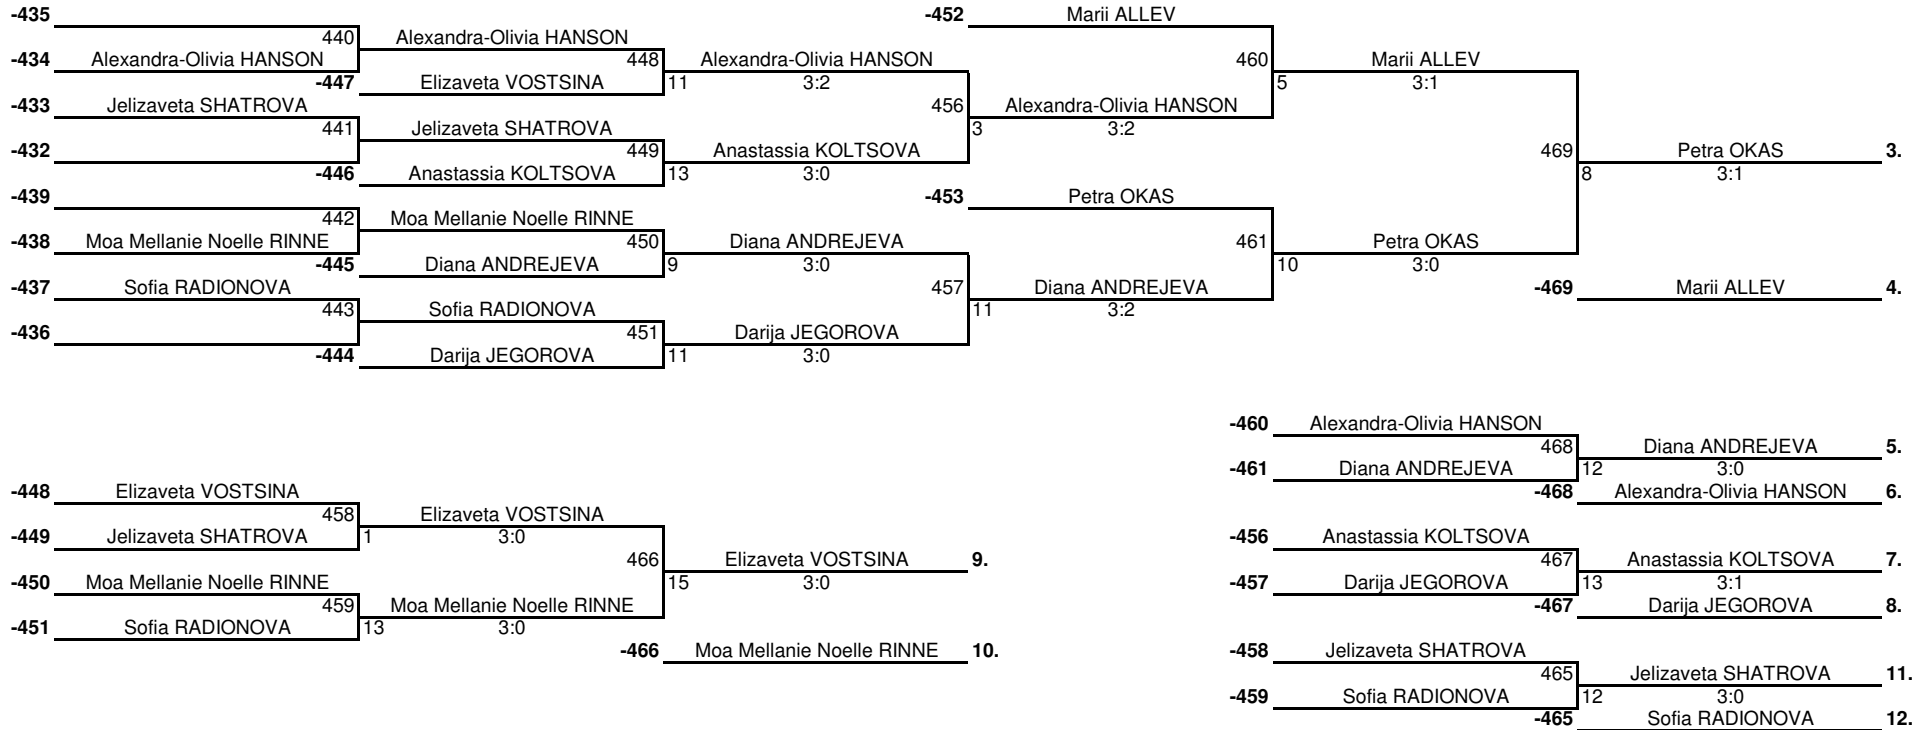 -435 -452 Marii ALLEV
440 Alexandra-Olivia HANSON
-434 Alexandra-Olivia HANSON 448 Alexandra-Olivia HANSON 460 Marii ALLEV
-447 Elizaveta VOSTSINA 11 3:2 5 3:1
-433 Jelizaveta SHATROVA 456 Alexandra-Olivia HANSON
441 Jelizaveta SHATROVA 3 3:2
-432 449 Anastassia KOLTSOVA 469 Petra OKAS 3.
-446 Anastassia KOLTSOVA 13 3:0 8 3:1
-439 -453 Petra OKAS
442 Moa Mellanie Noelle RINNE
-438 Moa Mellanie Noelle RINNE 450 Diana ANDREJEVA 461 Petra OKAS
-445 Diana ANDREJEVA 9 3:0 10 3:0
-437 Sofia RADIONOVA 457 Diana ANDREJEVA -469 Marii ALLEV 4.
443 Sofia RADIONOVA 11 3:2
-436 451 Darija JEGOROVA
-444 Darija JEGOROVA 11 3:0
-460 Alexandra-Olivia HANSON
468 Diana ANDREJEVA 5.
-461 Diana ANDREJEVA 12 3:0
-448 Elizaveta VOSTSINA -468 Alexandra-Olivia HANSON 6.
458 Elizaveta VOSTSINA
-449 Jelizaveta SHATROVA 1 3:0 -456 Anastassia KOLTSOVA
466 Elizaveta VOSTSINA 9. 467 Anastassia KOLTSOVA 7.
-450 Moa Mellanie Noelle RINNE 15 3:0 -457 Darija JEGOROVA 13 3:1
459 Moa Mellanie Noelle RINNE -467 Darija JEGOROVA 8.
-451 Sofia RADIONOVA 13 3:0
-466 Moa Mellanie Noelle RINNE 10. -458 Jelizaveta SHATROVA
465 Jelizaveta SHATROVA 11.
-459 Sofia RADIONOVA 12 3:0
-465 Sofia RADIONOVA 12.